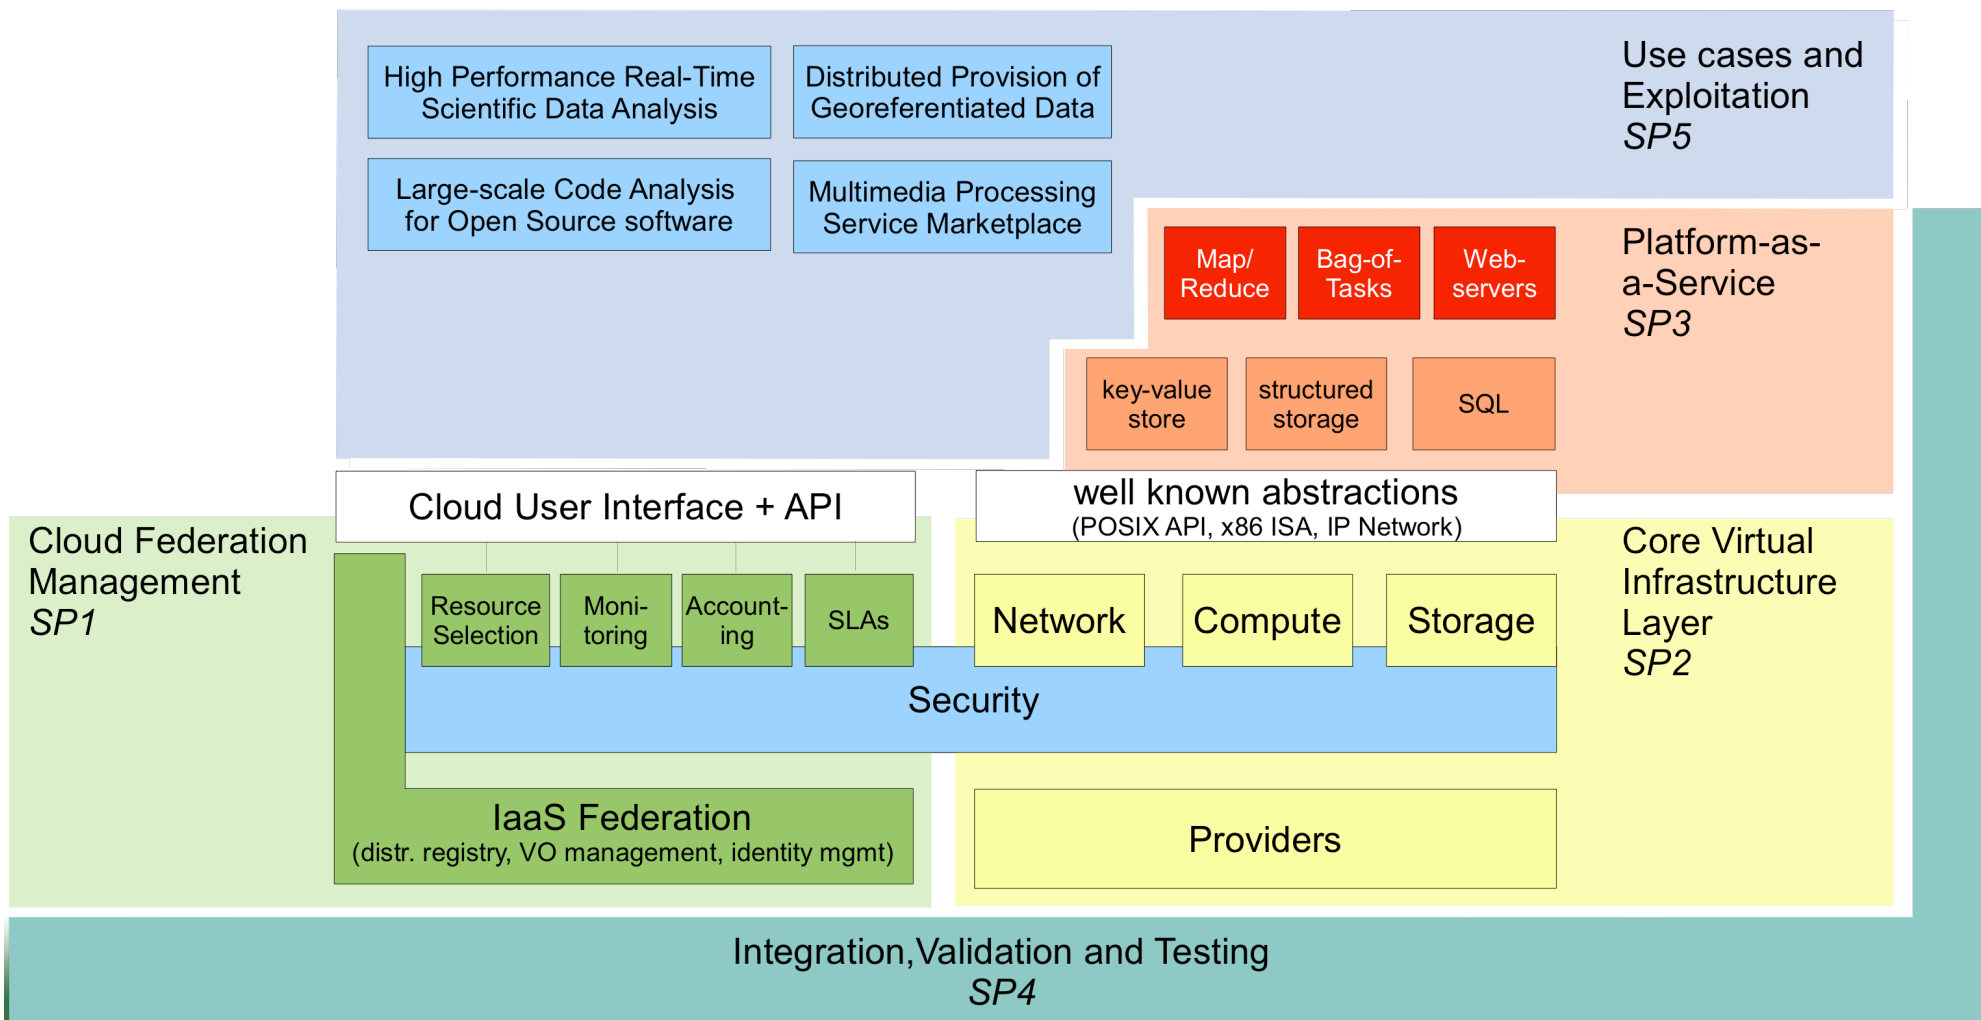 High Performance Real-Time
Scientific Data Analysis
Distributed Provision of
Georeferentiated Data
Use cases and
Exploitation
SP5
Large-scale Code Analysis
for Open Source software
Multimedia Processing
Service Marketplace
Map/
Reduce
Bag-of-
Tasks
Web-
servers
Platform-as-
a-Service
SP3
key-value
store
structured
storage
SQL
Cloud User Interface + API
well known abstractions
(POSIX API, x86 ISA, IP Network)
Cloud Federation
Management
SP1
Resource
Selection
Moni-
toring
Account-
ing
SLAs
Network
Compute
Storage
Core Virtual
Infrastructure
Layer
SP2
Security
IaaS Federation
(distr. registry, VO management, identity mgmt)
Providers
Integration,Validation and Testing
SP4